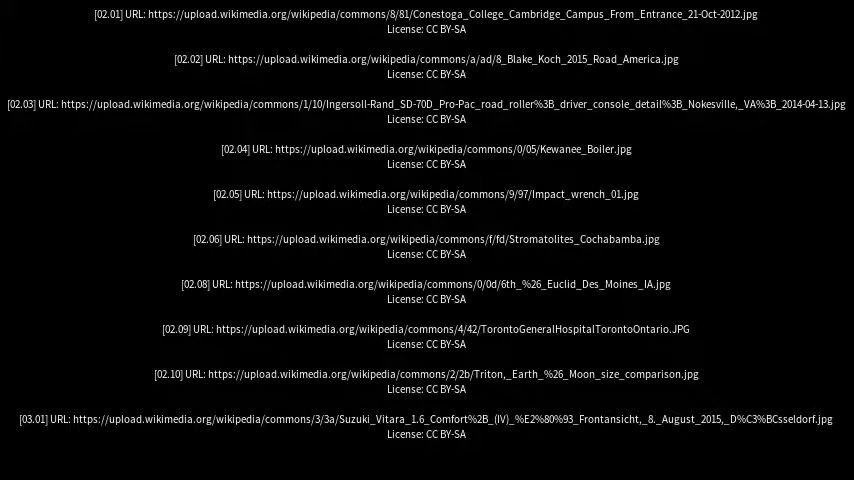 [02.01] URL: https://upload.wikimedia.org/wikipedia/commons/8/81/Conestoga_College_Cambridge_Campus_From_Entrance_21-Oct-2012.jpg
License: CC BY-SA
[02.02] URL: https://upload.wikimedia.org/wikipedia/commons/a/ad/8_Blake_Koch_2015_Road_America.jpg
License: CC BY-SA
[02.03] URL: https://upload.wikimedia.org/wikipedia/commons/1/10/Ingersoll-Rand_SD-70D_Pro-Pac_road_roller%3B_driver_console_detail%3B_Nokesville,_VA%3B_2014-04-13.jpg
License: CC BY-SA
[02.04] URL: https://upload.wikimedia.org/wikipedia/commons/0/05/Kewanee_Boiler.jpg
License: CC BY-SA
[02.05] URL: https://upload.wikimedia.org/wikipedia/commons/9/97/Impact_wrench_01.jpg
License: CC BY-SA
[02.06] URL: https://upload.wikimedia.org/wikipedia/commons/f/fd/Stromatolites_Cochabamba.jpg
License: CC BY-SA
[02.08] URL: https://upload.wikimedia.org/wikipedia/commons/0/0d/6th_%26_Euclid_Des_Moines_IA.jpg
License: CC BY-SA
[02.09] URL: https://upload.wikimedia.org/wikipedia/commons/4/42/TorontoGeneralHospitalTorontoOntario.JPG
License: CC BY-SA
[02.10] URL: https://upload.wikimedia.org/wikipedia/commons/2/2b/Triton,_Earth_%26_Moon_size_comparison.jpg
License: CC BY-SA
[03.01] URL: https://upload.wikimedia.org/wikipedia/commons/3/3a/Suzuki_Vitara_1.6_Comfort%2B_(IV)_%E2%80%93_Frontansicht,_8._August_2015,_D%C3%BCsseldorf.jpg
License: CC BY-SA